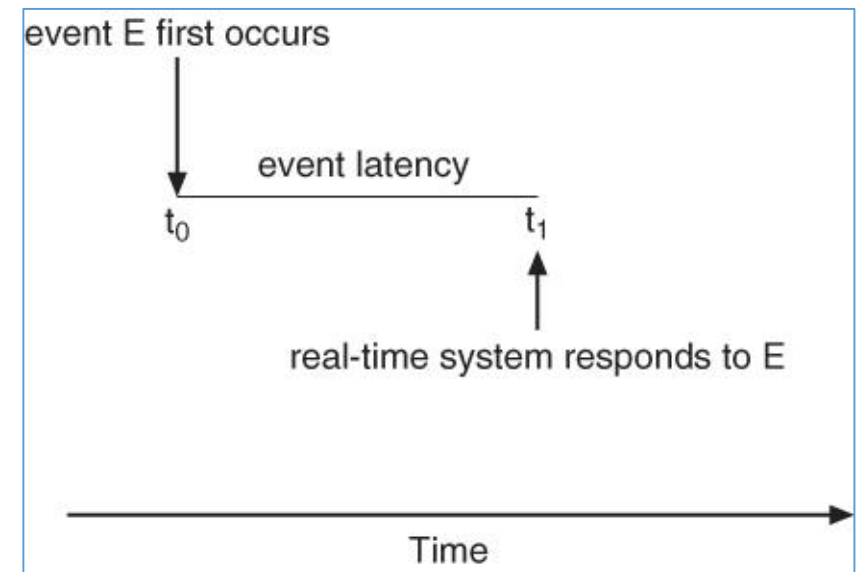 event E first occurs
event latency
t₀ t₁
real-time system responds to E
Time